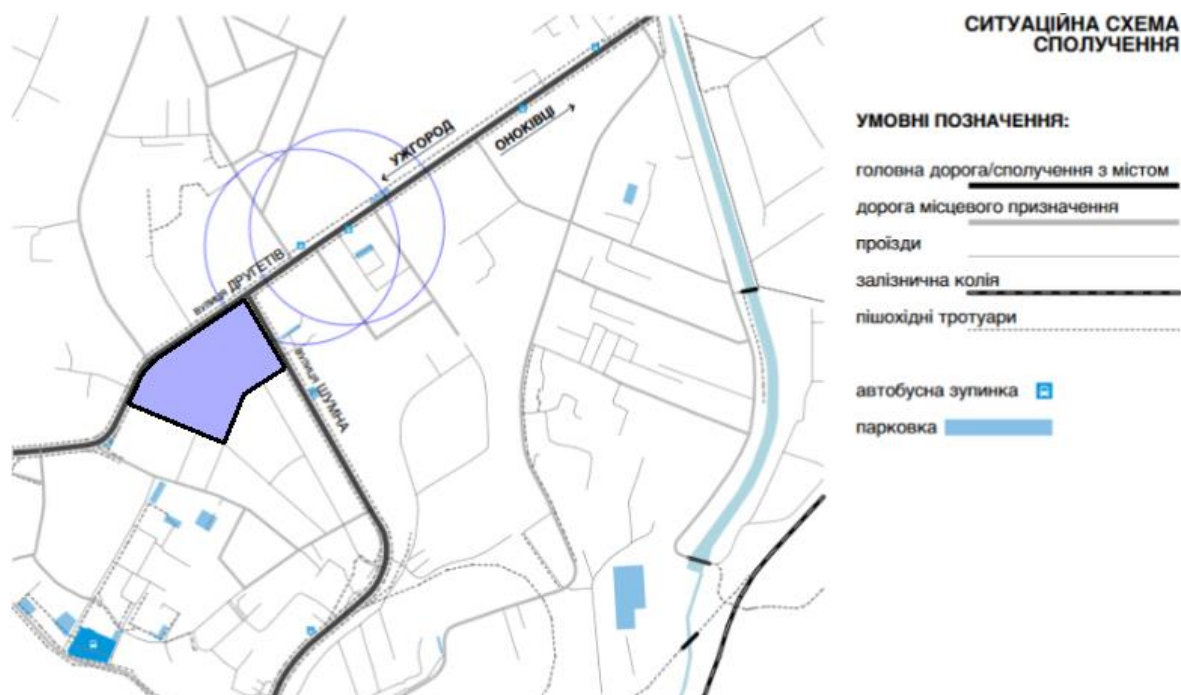 СИТУАЦІЙНА СХЕМА
СПОЛУЧЕННЯ
УМОВНІ ПОЗНАЧЕННЯ:
головна дорога/сполучення з містом
дорога місцевого призначення
проїзди
залізнична колія
пішохідні тротуари
автобусна зупинка
парковка
УЖГОРОД
ОНОКІВЦІ
вулиця ДРУГЕТІВ
вулиця ШУМНА